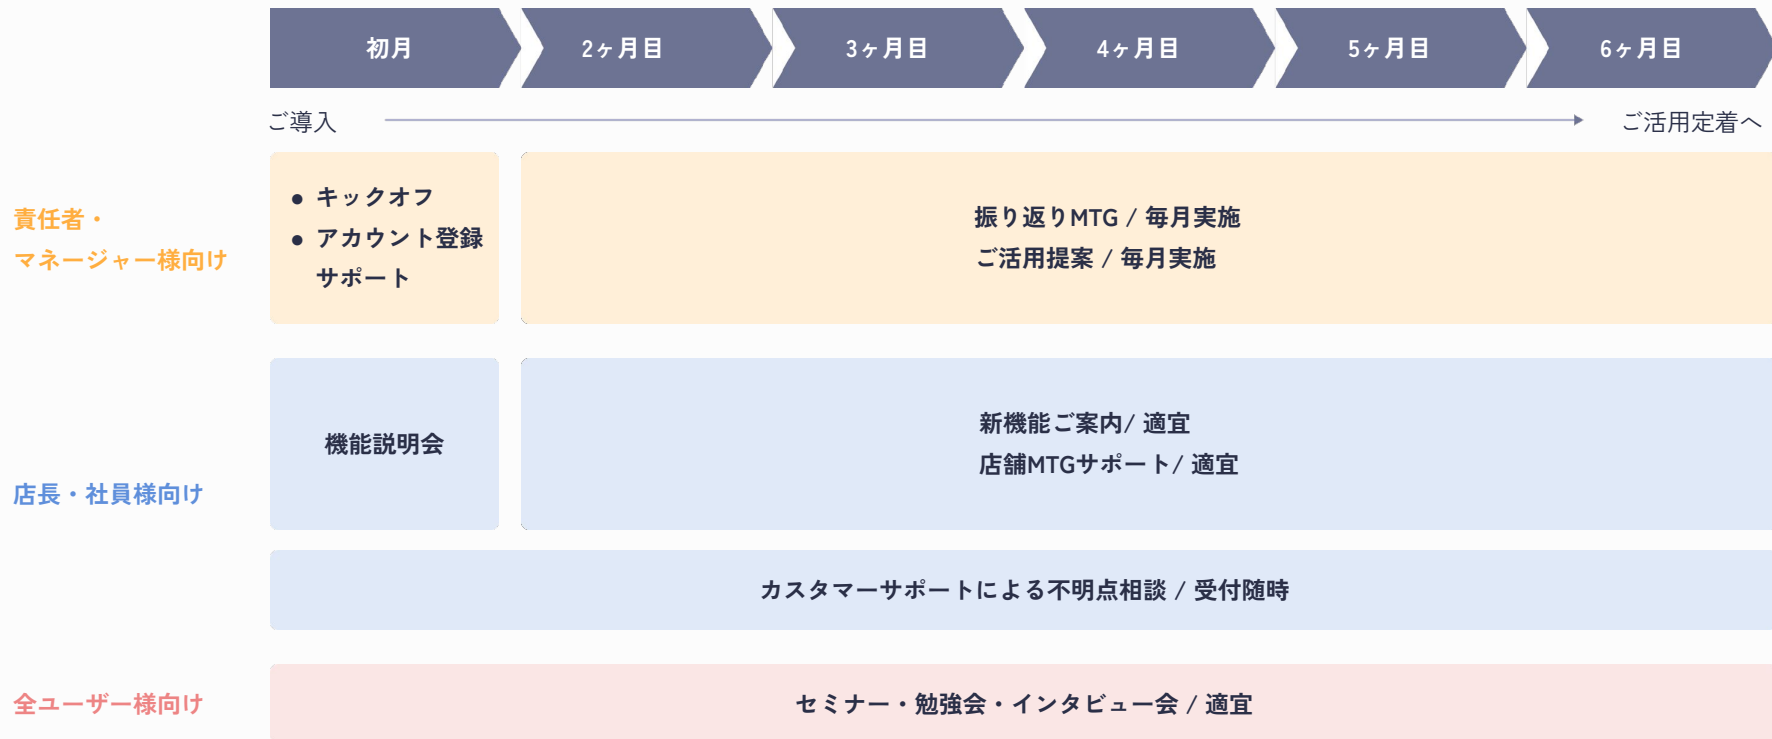 初月
2ヶ月目
3ヶ月目
4ヶ月目
5ヶ月目
6ヶ月目
ご導入
ご活用定着へ
責任者・
マネージャー様向け
● キックオフ
● アカウント登録
サポート
振り返りMTG / 毎月実施
ご活用提案 / 毎月実施
店長・社員様向け
機能説明会
新機能ご案内/ 適宜
店舗MTGサポート/ 適宜
カスタマーサポートによる不明点相談 / 受付随時
全ユーザー様向け
セミナー・勉強会・インタビュー会 / 適宜